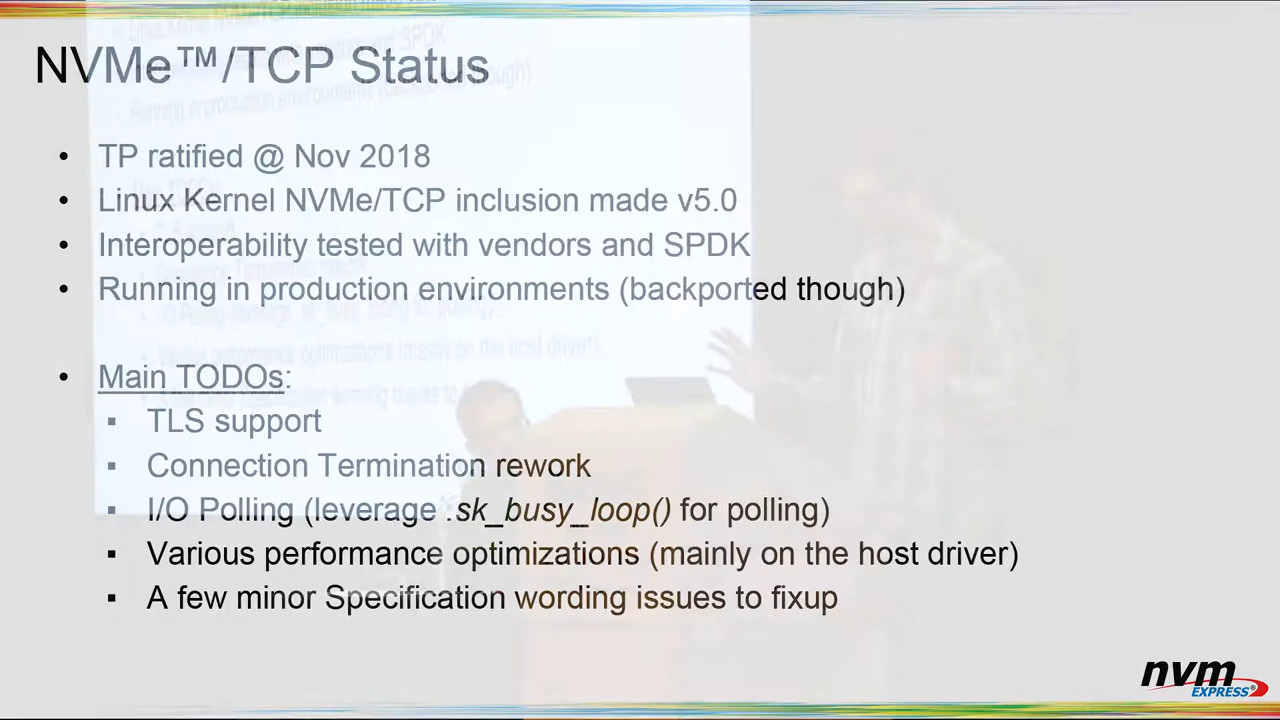 NVMe™/TCP Status
• TP ratified @ Nov 2018
• Linux Kernel NVMe/TCP inclusion made v5.0
• Interoperability tested with vendors and SPDK
• Running in production environments (backported though)
• Main TODOs:
▪ TLS support
▪ Connection Termination rework
▪ I/O Polling (leverage .sk_busy_loop() for polling)
▪ Various performance optimizations (mainly on the host driver)
▪ A few minor Specification wording issues to fixup
nvm
EXPRESS®